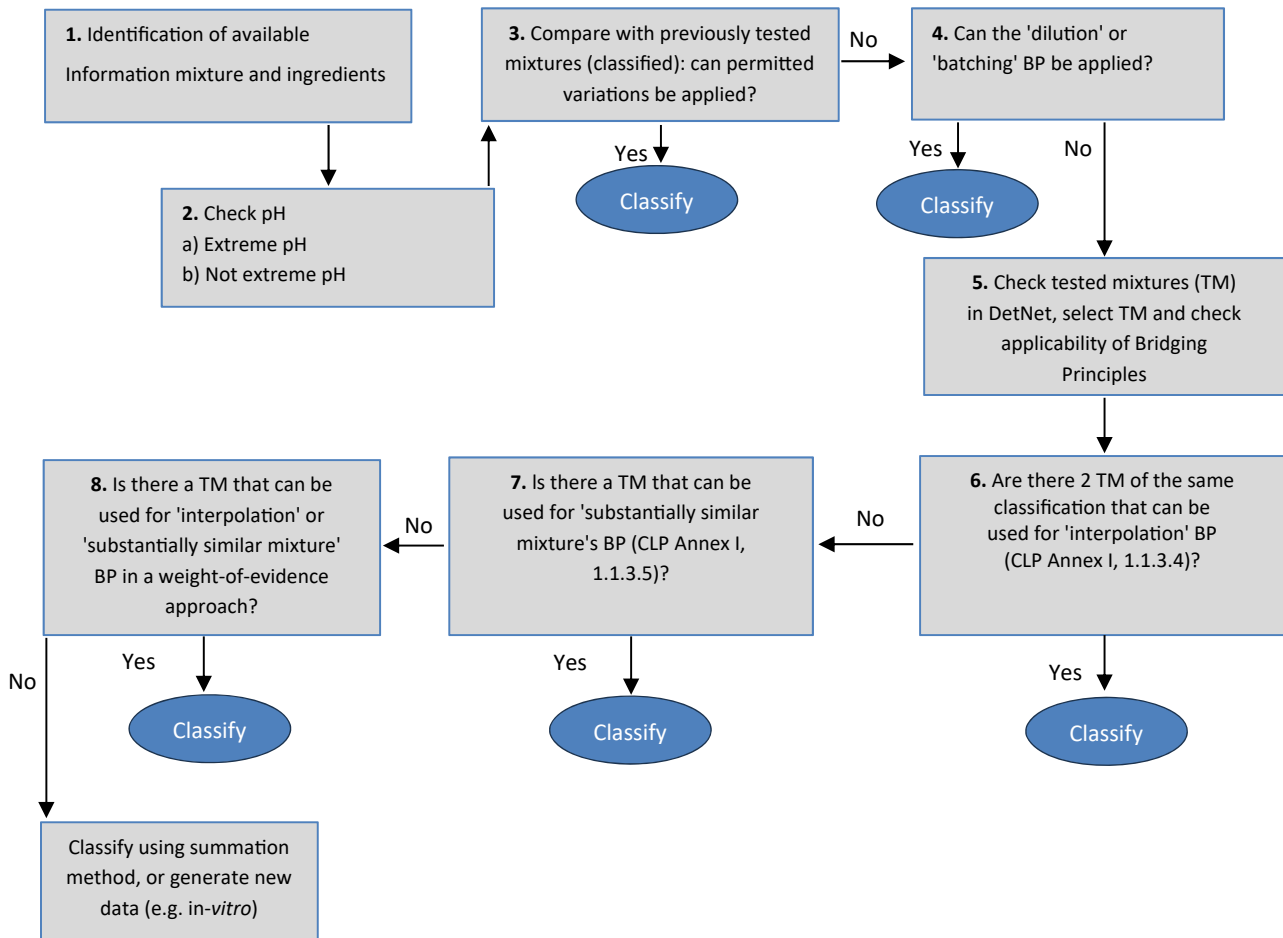 1. Identification of available
Information mixture and ingredients
2. Check pH
a) Extreme pH
b) Not extreme pH
3. Compare with previously tested
mixtures (classified): can permitted
variations be applied?
No
Yes
Classify
4. Can the 'dilution' or
'batching' BP be applied?
Yes
Classify
No
5. Check tested mixtures (TM)
in DetNet, select TM and check
applicability of Bridging
Principles
6. Are there 2 TM of the same
classification that can be
used for 'interpolation' BP
(CLP Annex I, 1.1.3.4)?
No
Yes
Classify
7. Is there a TM that can be
used for 'substantially similar
mixture's BP (CLP Annex I,
1.1.3.5)?
No
Yes
Classify
8. Is there a TM that can be
used for 'interpolation' or
'substantially similar mixture'
BP in a weight-of-evidence
approach?
Yes
Classify
No
Classify using summation
method, or generate new
data (e.g. in-vitro)